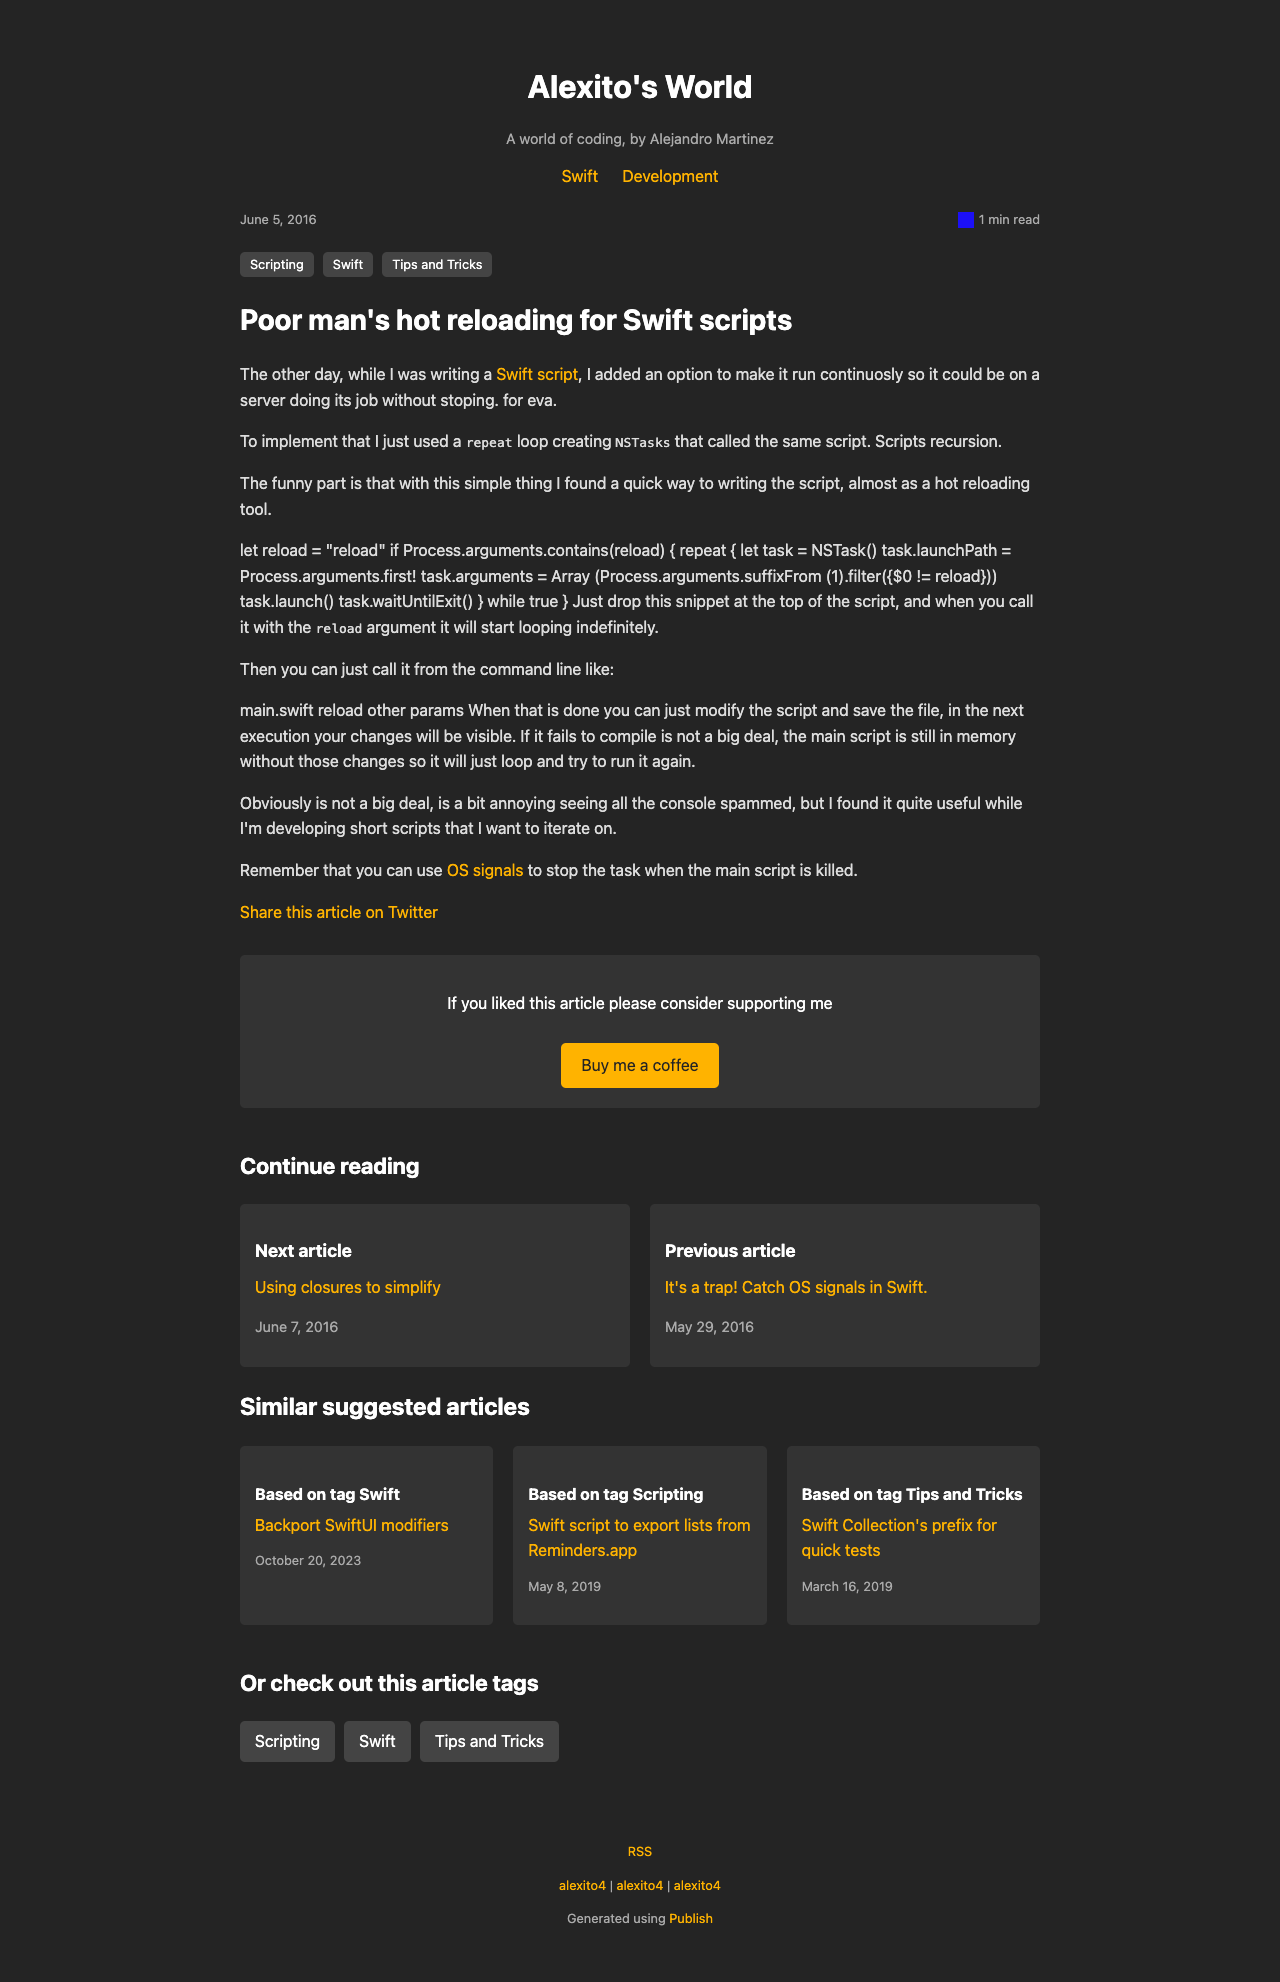 Alexito's World
A world of coding, by Alejandro Martinez
Swift Development
June 5, 2016 1 min read
Scripting Swift Tips and Tricks
Poor man's hot reloading for Swift scripts
The other day, while I was writing a Swift script, I added an option to make it run continuosly so it could be on a
server doing its job without stoping. for eva.
To implement that I just used a repeat loop creating NSTasks that called the same script. Scripts recursion.
The funny part is that with this simple thing I found a quick way to writing the script, almost as a hot reloading
tool.
let reload = "reload" if Process.arguments.contains(reload) { repeat { let task = NSTask() task.launchPath =
Process.arguments.first! task.arguments = Array (Process.arguments.suffixFrom (1).filter({$0 != reload}))
task.launch() task.waitUntilExit() } while true } Just drop this snippet at the top of the script, and when you call
it with the reload argument it will start looping indefinitely.
Then you can just call it from the command line like:
main.swift reload other params When that is done you can just modify the script and save the file, in the next
execution your changes will be visible. If it fails to compile is not a big deal, the main script is still in memory
without those changes so it will just loop and try to run it again.
Obviously is not a big deal, is a bit annoying seeing all the console spammed, but I found it quite useful while
I'm developing short scripts that I want to iterate on.
Remember that you can use OS signals to stop the task when the main script is killed.
Share this article on Twitter
If you liked this article please consider supporting me
Buy me a coffee
Continue reading
Next article
Using closures to simplify
June 7, 2016
Previous article
It's a trap! Catch OS signals in Swift.
May 29, 2016
Similar suggested articles
Based on tag Swift
Backport SwiftUI modifiers
October 20, 2023
Based on tag Scripting
Swift script to export lists from
Reminders.app
May 8, 2019
Based on tag Tips and Tricks
Swift Collection's prefix for
quick tests
March 16, 2019
Or check out this article tags
Scripting Swift Tips and Tricks
RSS
alexito4 | alexito4 | alexito4
Generated using Publish